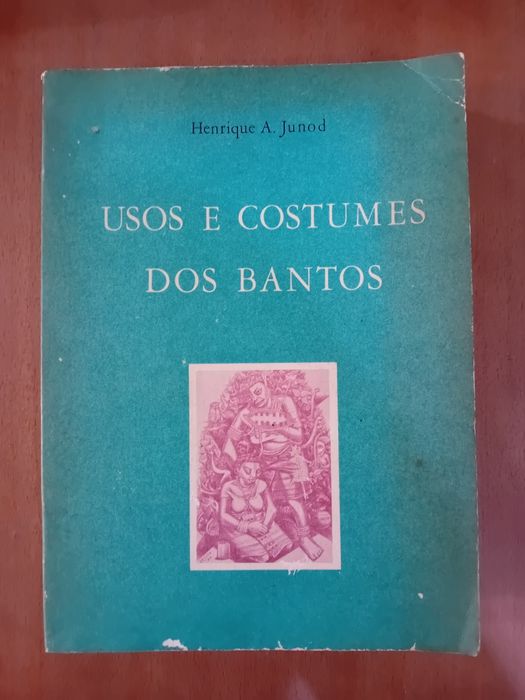 Henrique A. Junod
USOS E COSTUMES
DOS BANTOS